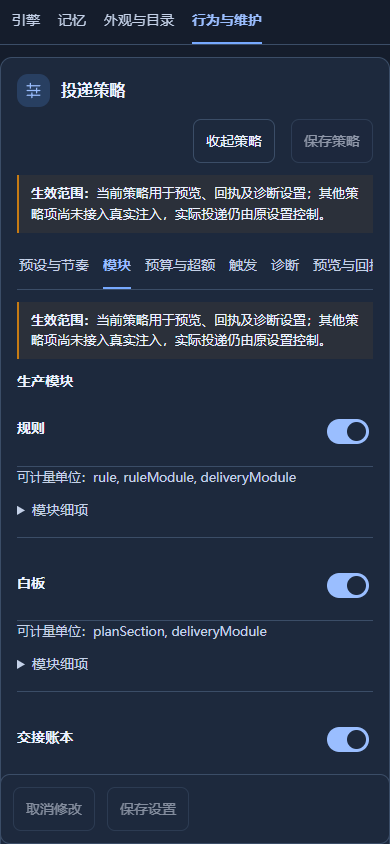 引擎 记忆 外观与目录 行为与维护
投递策略
收起策略 保存策略
生效范围：当前策略用于预览、回执及诊断设置；其他策
略项尚未接入真实注入，实际投递仍由原设置控制。
预设与节奏 模块 预算与超额 触发 诊断 预览与回执
生效范围：当前策略用于预览、回执及诊断设置；其他策
略项尚未接入真实注入，实际投递仍由原设置控制。
生产模块
规则
可计量单位：rule, ruleModule, deliveryModule
模块细项
白板
可计量单位：planSection, deliveryModule
模块细项
交接账本
取消修改 保存设置